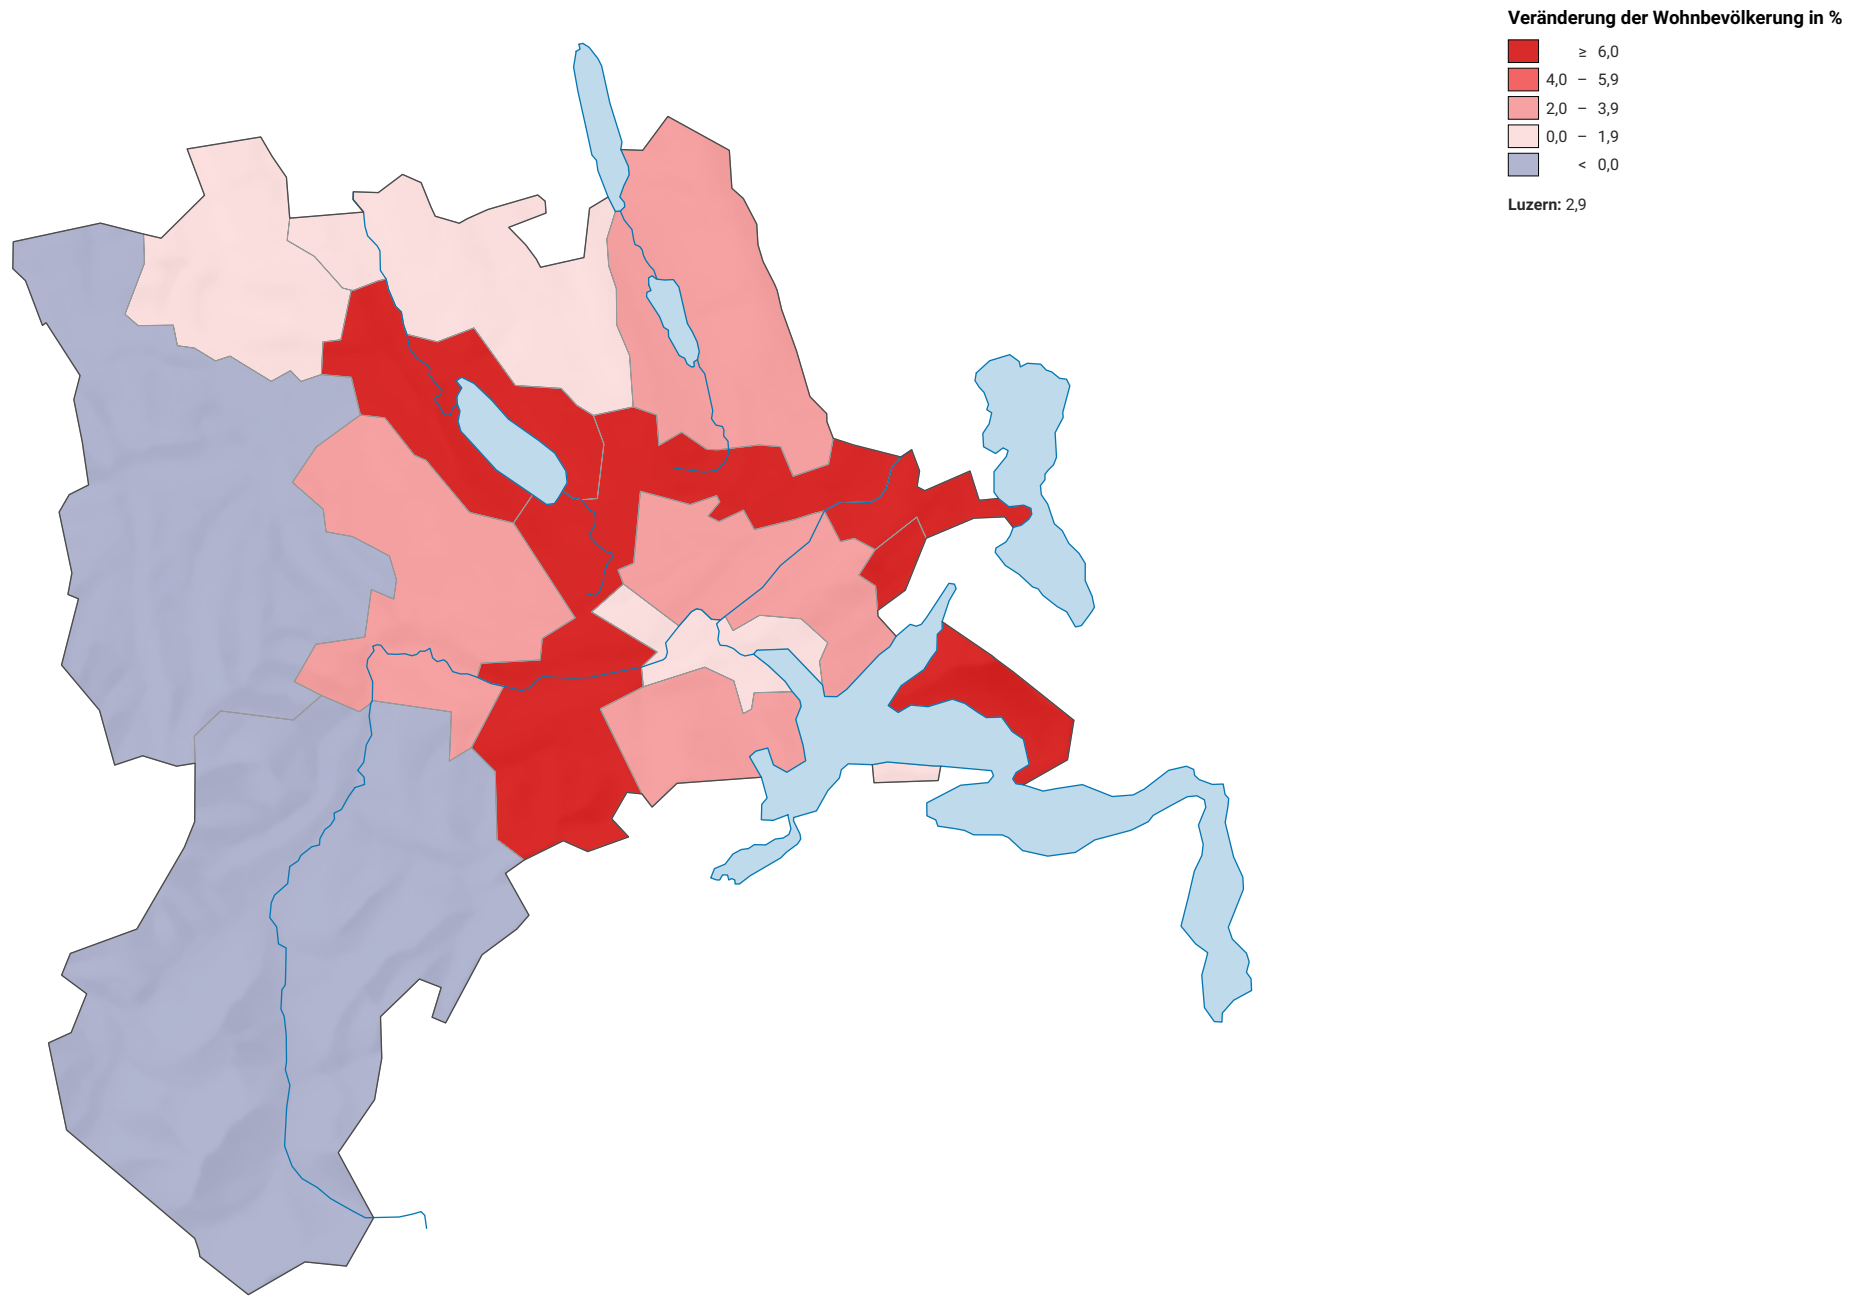 Veränderung der Wohnbevölkerung in %
≥ 6,0
4,0 – 5,9
2,0 – 3,9
0,0 – 1,9
< 0,0
Luzern: 2,9